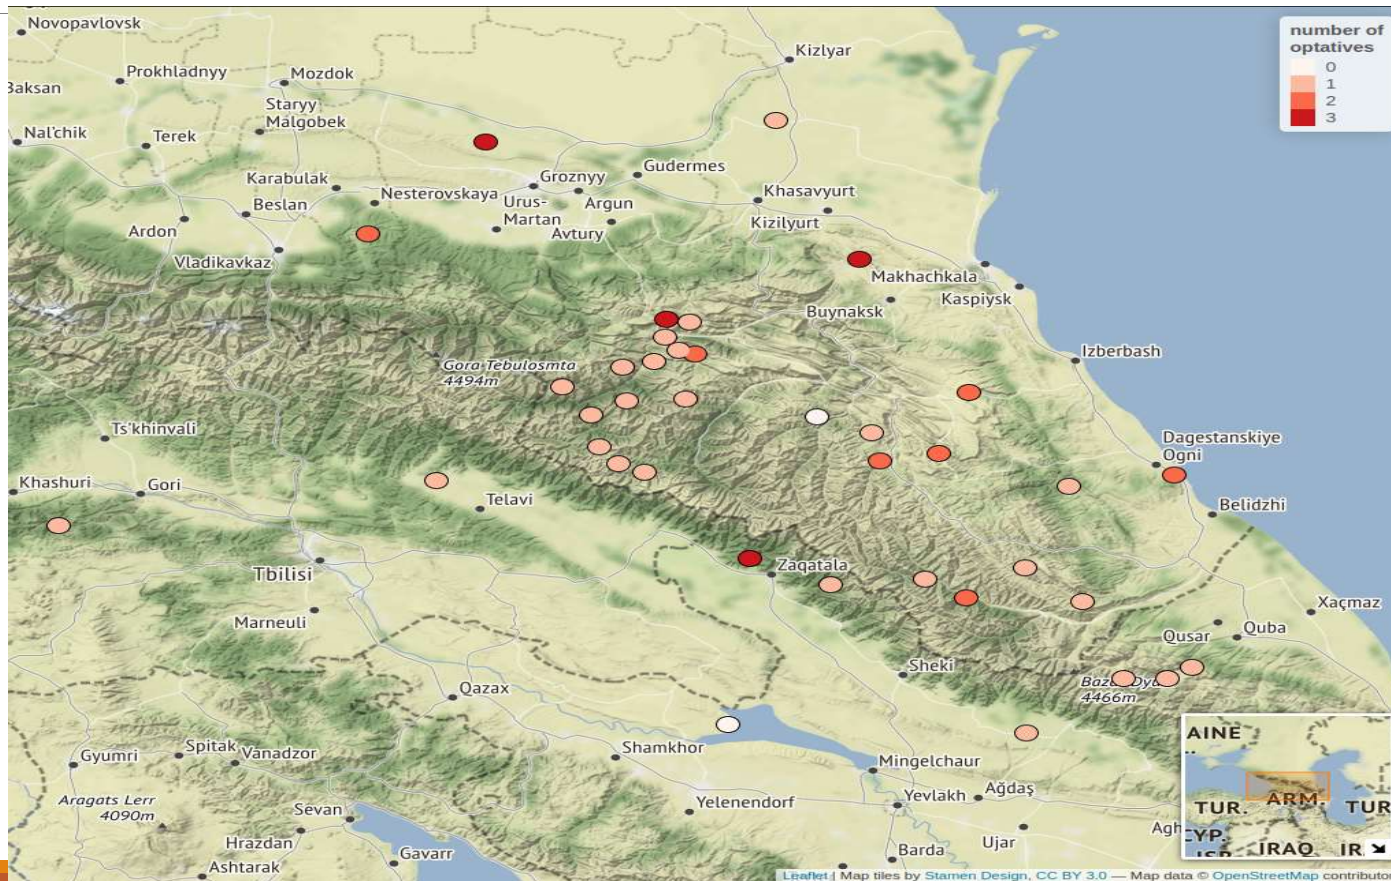 Novopavlovsk
Kizlyar
number of
optatives
0
1
2
3
Prokhladnyy
Mozdok
Baksan
Staryy
Malgobek
Nal'chik
Terek
Gudermes
Karabulak
Groznyy
Nesterovskaya
Khasavyurt
Beslan
Urus-
Martan
Argun
Kizilyurt
Ardon
Avtury
Vladikavkaz
Makhachkala
Kaspiysk
Buynaksk
Izberbash
Gora Tebulosmta
4494m
Ts'khinvali
Dagestanskiye
Ogni
Khashuri
Gori
Telavi
Belidzhi
Tbilisi
Zaqatala
Xaçmaz
Marneuli
Qusar
Quba
Sheki
Qazax
4466m
Shamkhor
Gyumri
Spitak
Vanadzor
Mingelchaur
AINE
..
Aragats Lerr
4090m
Sevan
Yelenendorf
Yevlakh
Ağdaş
TUR.
ARM
TUR
Hrazdan
Ujar
Agh
CYP.
Ashtarak
Gavarr
Barda
IRAQ
IR
Leaflet | Map tiles by Stamen Design, CC BY 3.0 — Map data © OpenStreetMap contributo